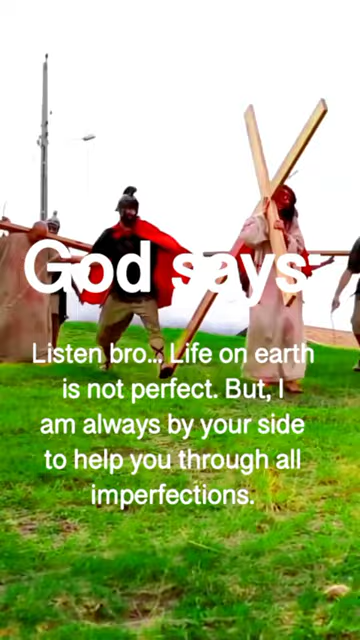 God says:
Listen bro... Life on earth
is not perfect. But, I
am always by your side
to help you through all
imperfections.